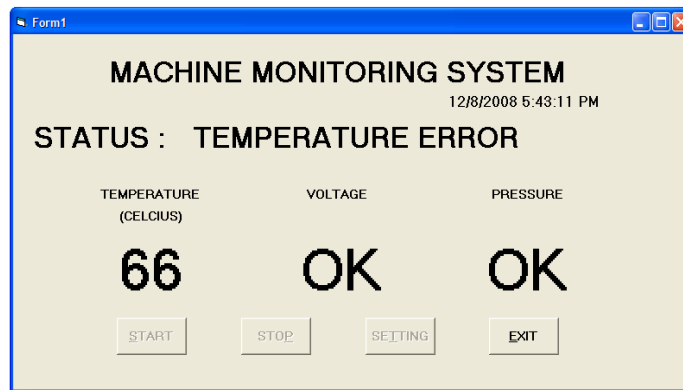 Form1
MACHINE MONITORING SYSTEM
12/8/2008 5:43:11 PM
STATUS : TEMPERATURE ERROR
TEMPERATURE VOLTAGE PRESSURE
(CELCIUS)
66 OK OK
START STOP SETTING EXIT